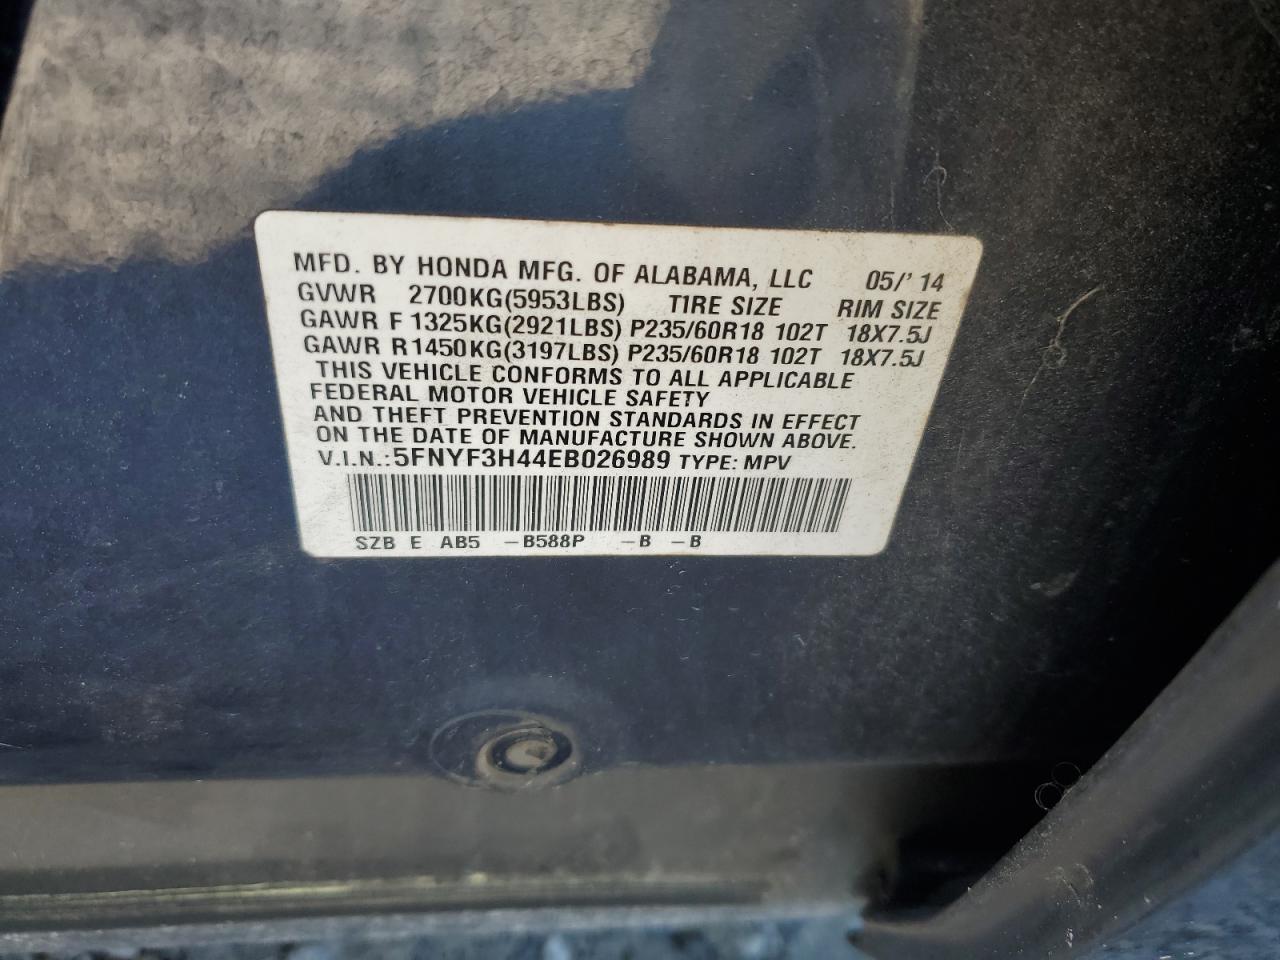 MFD. BY HONDA MFG. OF ALABAMA, LLC 05/'14
GVWR 2700KG(5953LBS) TIRE SIZE RIM SIZE
GAWR F 1325KG(2921LBS) P235/60R18 102T 18X7.5J
GAWR R1450KG(3197LBS) P235/60R18 102T 18X7.5J
THIS VEHICLE CONFORMS TO ALL APPLICABLE
FEDERAL MOTOR VEHICLE SAFETY
AND THEFT PREVENTION STANDARDS IN EFFECT
ON THE DATE OF MANUFACTURE SHOWN ABOVE.
V.I.N.:5FNYF3H44EB026989 TYPE: MPV
SZB E AB5 -B588P -B -B